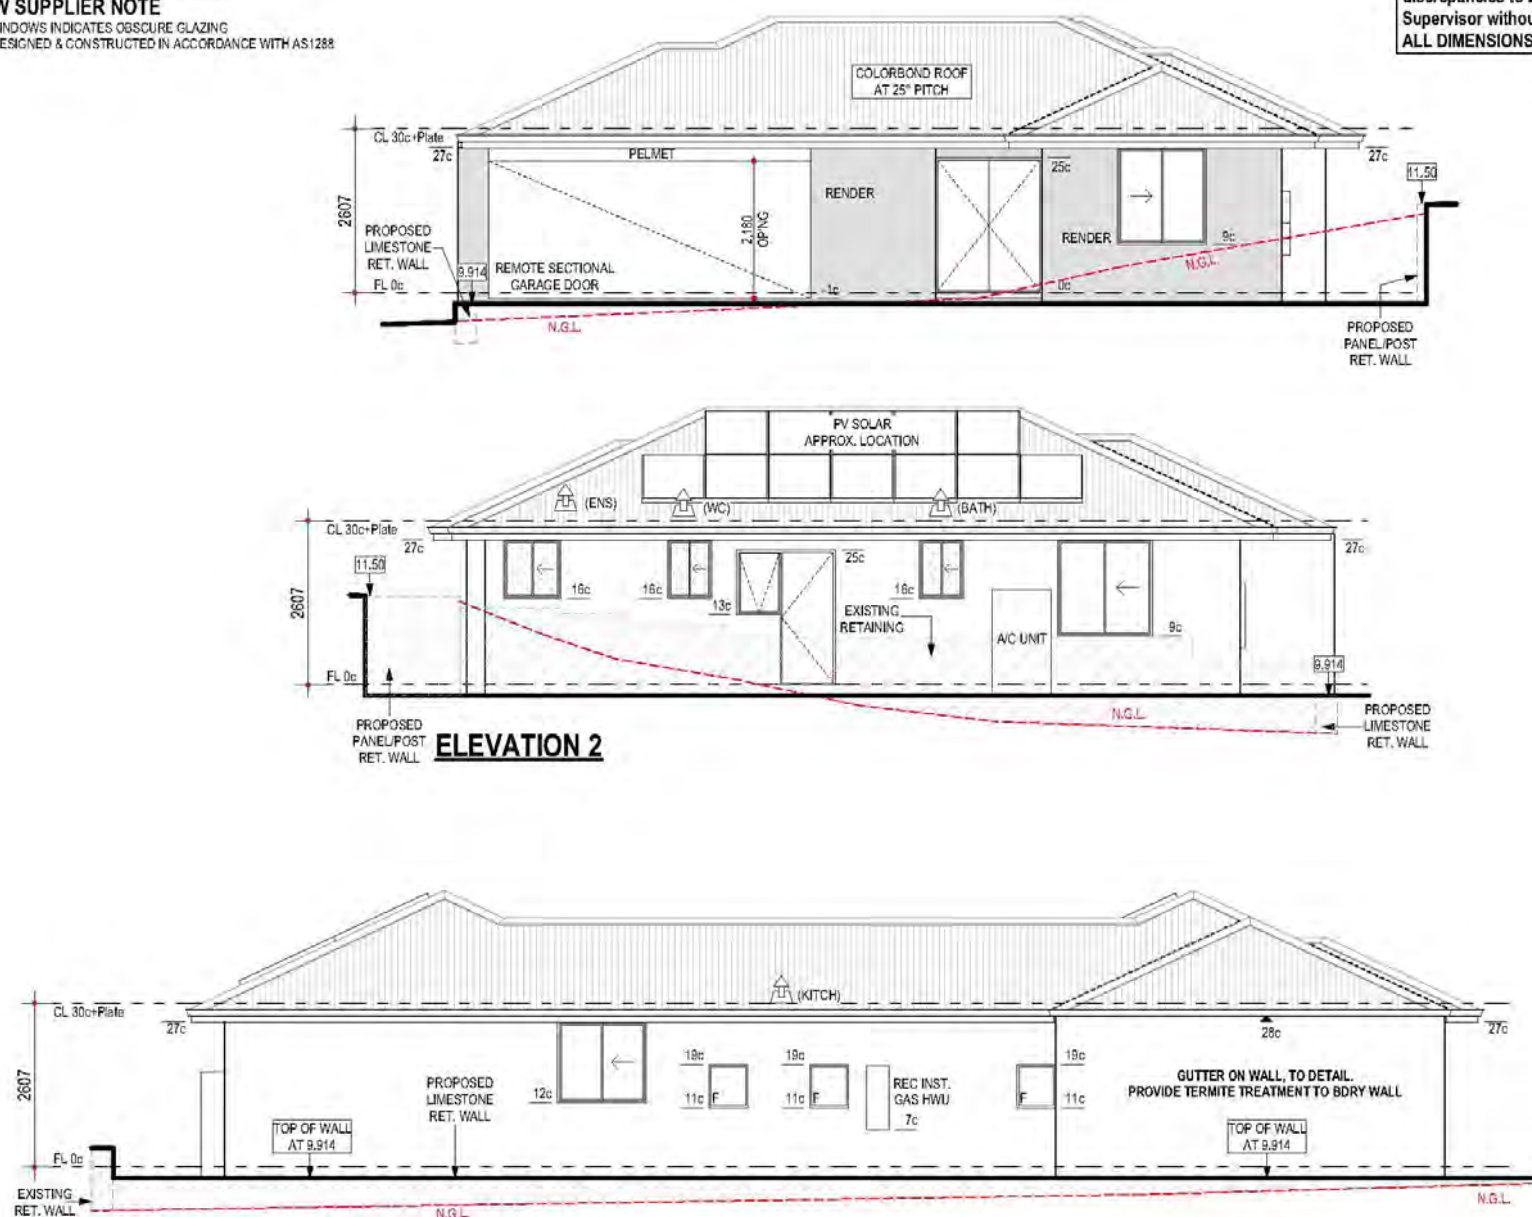 W SUPPLIER NOTE
INDOWS INDICATES OBSCURE GLAZING
ESIGNED & CONSTRUCTED IN ACCORDANCE WITH AS1288
Supervisor withou
ALL DIMENSIONS
COLORBOND ROOF
AT 25° PITCH
CL 30c+Plate
27c
PELMET
25c
27c
11.50
2607
RENDER
2,180
OP'NG
PROPOSED
LIMESTONE
RET. WALL
RENDER
9c
N.G.L.
9.914
REMOTE SECTIONAL
GARAGE DOOR
FL 0c
1c
0c
N.G.L.
PROPOSED
PANEL/POST
RET. WALL
PV SOLAR
APPROX. LOCATION
(ENS)
(WC)
(BATH)
CL 30c+Plate
27c
27c
25c
11.50
16c
16c
16c
13c
2607
EXISTING
RETAINING
A/C UNIT
9c
9.914
FL 0c
N.G.L.
PROPOSED
PANEL/POST
RET. WALL
PROPOSED
LIMESTONE
RET. WALL
ELEVATION 2
(KITCH)
CL 30c+Plate
27c
28c
27c
2607
19c
19c
19c
PROPOSED
LIMESTONE
RET. WALL
12c
11c
F
11c
F
REC INST.
GAS HWU
7c
F
11c
GUTTER ON WALL, TO DETAIL.
PROVIDE TERMITE TREATMENT TO BDRY WALL
TOP OF WALL
AT 9.914
TOP OF WALL
AT 9.914
FL 0c
EXISTING
RET. WALL
N.G.L.
N.G.L.